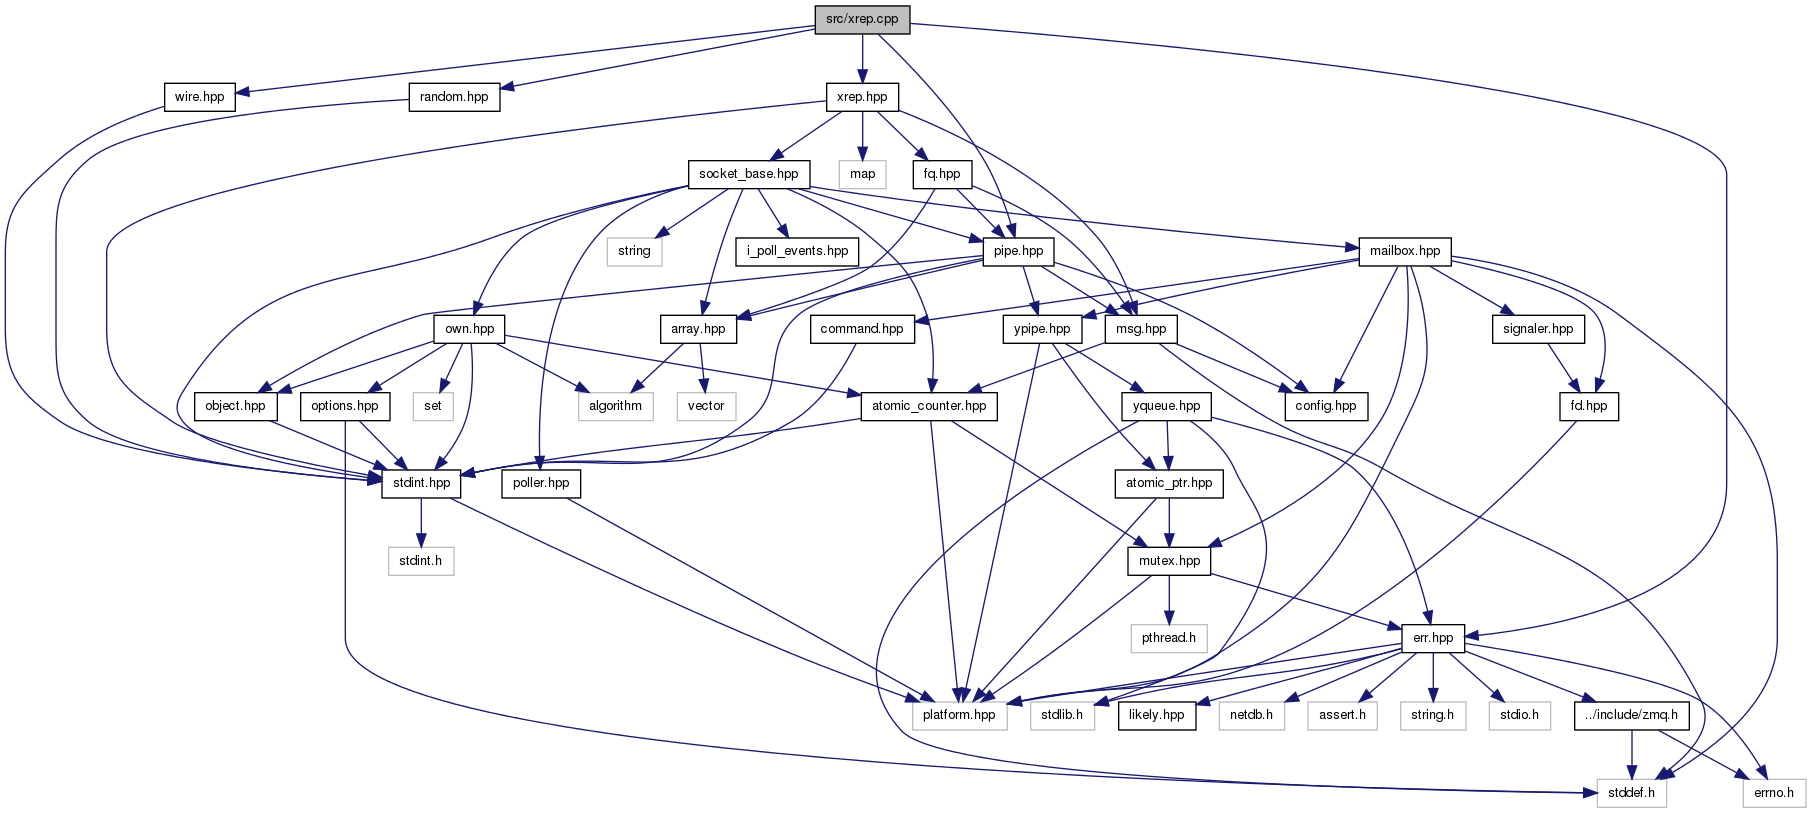 src/xrep.cpp
wire.hpp
random.hpp
xrep.hpp
socket_base.hpp
map
fq.hpp
string
i_poll_events.hpp
pipe.hpp
mailbox.hpp
own.hpp
array.hpp
command.hpp
ypipe.hpp
msg.hpp
signaler.hpp
object.hpp
options.hpp
set
algorithm
vector
atomic_counter.hpp
yqueue.hpp
config.hpp
fd.hpp
stdint.hpp
poller.hpp
atomic_ptr.hpp
stdint.h
mutex.hpp
pthread.h
err.hpp
platform.hpp
stdlib.h
likely.hpp
netdb.h
assert.h
string.h
stdio.h
../include/zmq.h
stddef.h
errno.h